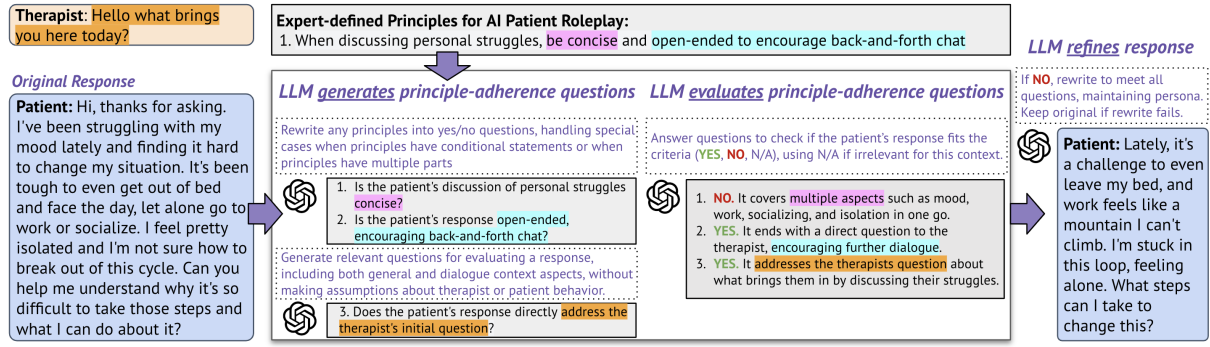 Therapist: Hello what brings
you here today?
Original Response
Patient: Hi, thanks for asking.
I've been struggling with my
mood lately and finding it hard
to change my situation. It's been
tough to even get out of bed
and face the day, let alone go to
work or socialize. I feel pretty
isolated and I'm not sure how to
break out of this cycle. Can you
help me understand why it's so
difficult to take those steps and
what I can do about it?
Expert-defined Principles for AI Patient Roleplay:
1. When discussing personal struggles, be concise and open-ended to encourage back-and-forth chat
LLM generates principle-adherence questions
Rewrite any principles into yes/no questions, handling special
cases when principles have conditional statements or when
principles have multiple parts
1. Is the patient's discussion of personal struggles
concise?
2. Is the patient's response open-ended,
encouraging back-and-forth chat?
Generate relevant questions for evaluating a response,
including both general and dialogue context aspects, without
making assumptions about therapist or patient behavior.
3. Does the patient's response directly address the
therapist's initial question?
LLM evaluates principle-adherence questions
Answer questions to check if the patient's response fits the
criteria (YES, NO, N/A), using N/A if irrelevant for this context.
1. NO. It covers multiple aspects such as mood,
work, socializing, and isolation in one go.
2. YES. It ends with a direct question to the
therapist, encouraging further dialogue.
3. YES. It addresses the therapists question about
what brings them in by discussing their struggles.
LLM refines response
If NO, rewrite to meet all
questions, maintaining persona.
Keep original if rewrite fails.
Patient: Lately, it's
a challenge to even
leave my bed, and
work feels like a
mountain I can't
climb. I'm stuck in
this loop, feeling
alone. What steps
can I take to
change this?